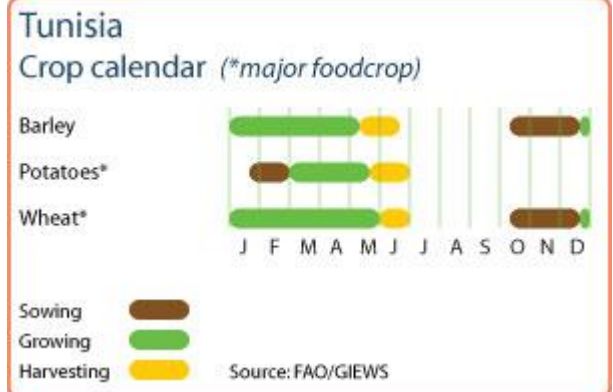 Tunisia
Crop calendar (*major foodcrop)
Barley
Potatoes*
Wheat*
J F M A M J J A S O N D
Sowing
Growing
Harvesting Source: FAO/GIEWS